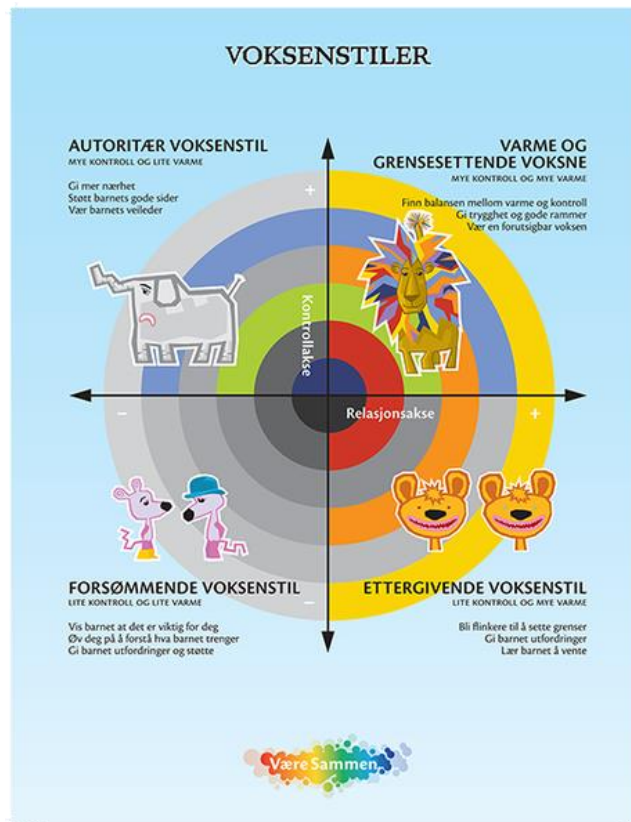 VOKSENSTILER
AUTORITÆR VOKSENSTIL
MYE KONTROLL OG LITE VARME
Gi mer nærhet
Støtt barnets gode sider
Vær barnets veileder
VARME OG
GRENSESETTENDE VOKSNE
MYE KONTROLL OG MYE VARME
Finn balansen mellom varme og kontroll
Gi trygghet og gode rammer
Vær en forutsigbar voksen
+
Kontrollakse
–
Relasjonsakse
+
FORSØMMENDE VOKSENSTIL
LITE KONTROLL OG LITE VARME
Vis barnet at det er viktig for deg
Øv deg på å forstå hva barnet trenger
Gi barnet utfordringer og støtte
–
ETTERGIVENDE VOKSENSTIL
LITE KONTROLL OG MYE VARME
Bli flinkere til å sette grenser
Gi barnet utfordringer
Lær barnet å vente
Være Sammen